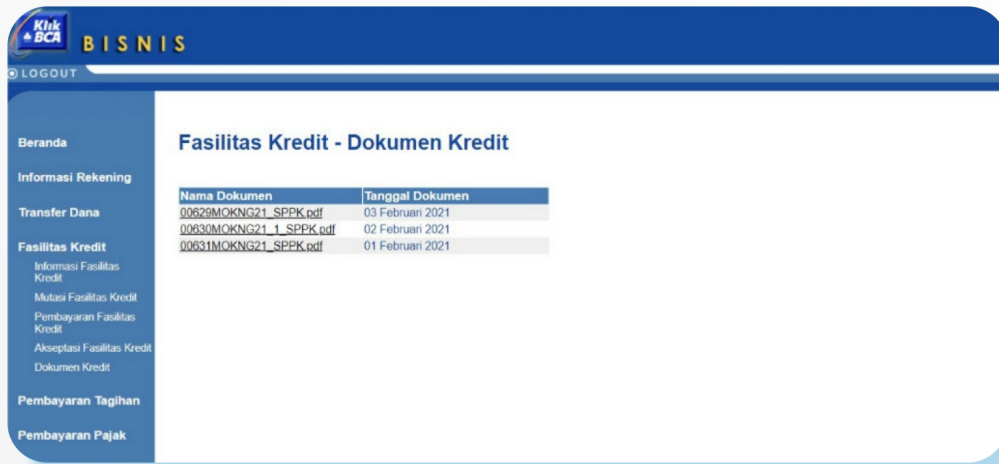 Klik
BCA
BISNIS
LOGOUT
Beranda
Informasi Rekening
Transfer Dana
Fasilitas Kredit
Informasi Fasilitas
Kredit
Mutasi Fasilitas Kredit
Pembayaran Fasilitas
Kredit
Akseptasi Fasilitas Kredit
Dokumen Kredit
Pembayaran Tagihan
Pembayaran Pajak
Fasilitas Kredit - Dokumen Kredit
Nama Dokumen Tanggal Dokumen
00629MOKNG21_SPPK.pdf 03 Februari 2021
00630MOKNG21_1_SPPK.pdf 02 Februari 2021
00631MOKNG21_SPPK.pdf 01 Februari 2021